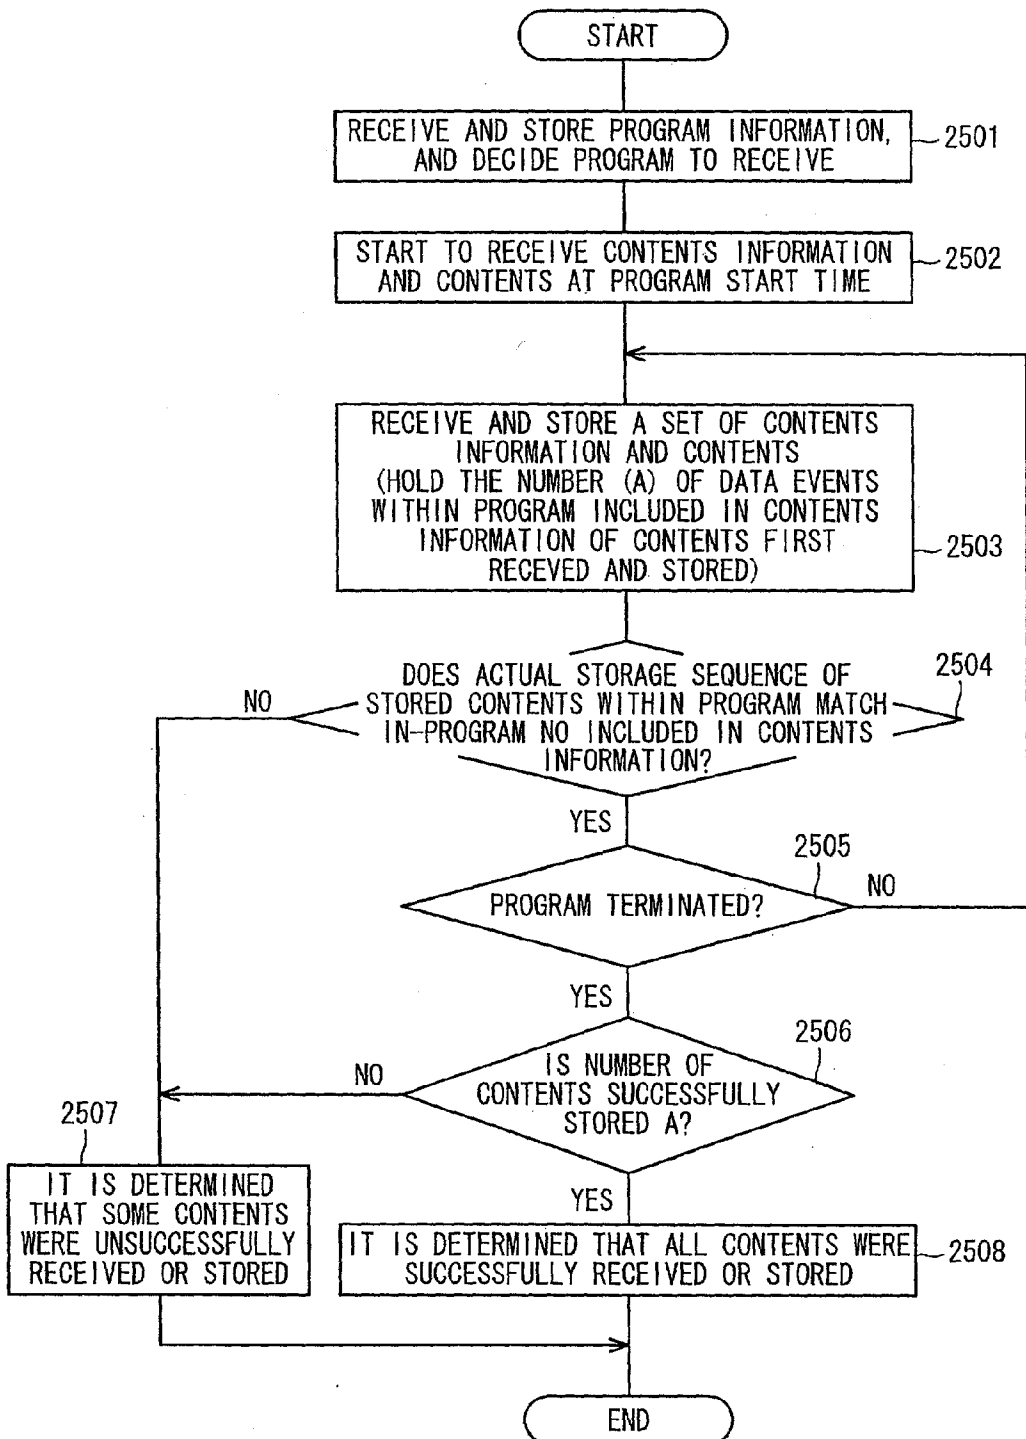 START
RECEIVE AND STORE PROGRAM INFORMATION,
AND DECIDE PROGRAM TO RECEIVE
2501
START TO RECEIVE CONTENTS INFORMATION
AND CONTENTS AT PROGRAM START TIME
2502
RECEIVE AND STORE A SET OF CONTENTS
INFORMATION AND CONTENTS
(HOLD THE NUMBER (A) OF DATA EVENTS
WITHIN PROGRAM INCLUDED IN CONTENTS
INFORMATION OF CONTENTS FIRST
RECEVED AND STORED)
2503
DOES ACTUAL STORAGE SEQUENCE OF
STORED CONTENTS WITHIN PROGRAM MATCH
IN-PROGRAM NO INCLUDED IN CONTENTS
INFORMATION?
2504
NO
YES
PROGRAM TERMINATED?
2505
NO
YES
IS NUMBER OF
CONTENTS SUCCESSFULLY
STORED A?
2506
NO
YES
2507
IT IS DETERMINED
THAT SOME CONTENTS
WERE UNSUCCESSFULLY
RECEIVED OR STORED
IT IS DETERMINED THAT ALL CONTENTS WERE
SUCCESSFULLY RECEIVED OR STORED
2508
END